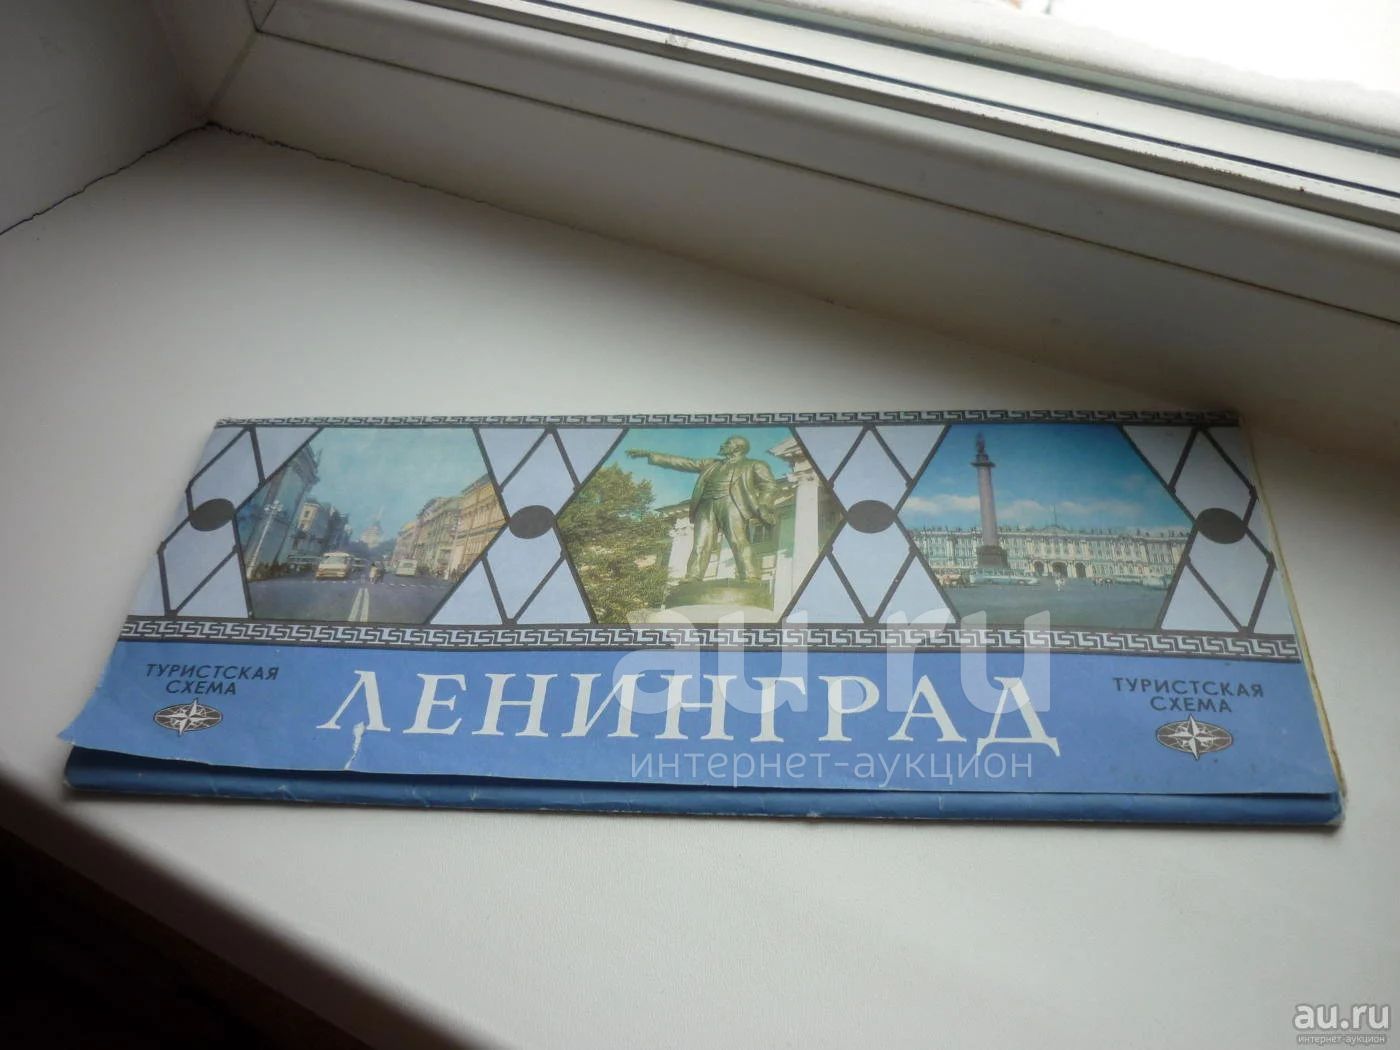 ТУРИСТСКАЯ
СХЕМА
ЛЕНИНГРАД
ТУРИСТСКАЯ
СХЕМА
au.ru
интернет-аукцион
au.ru
интернет-аукцион